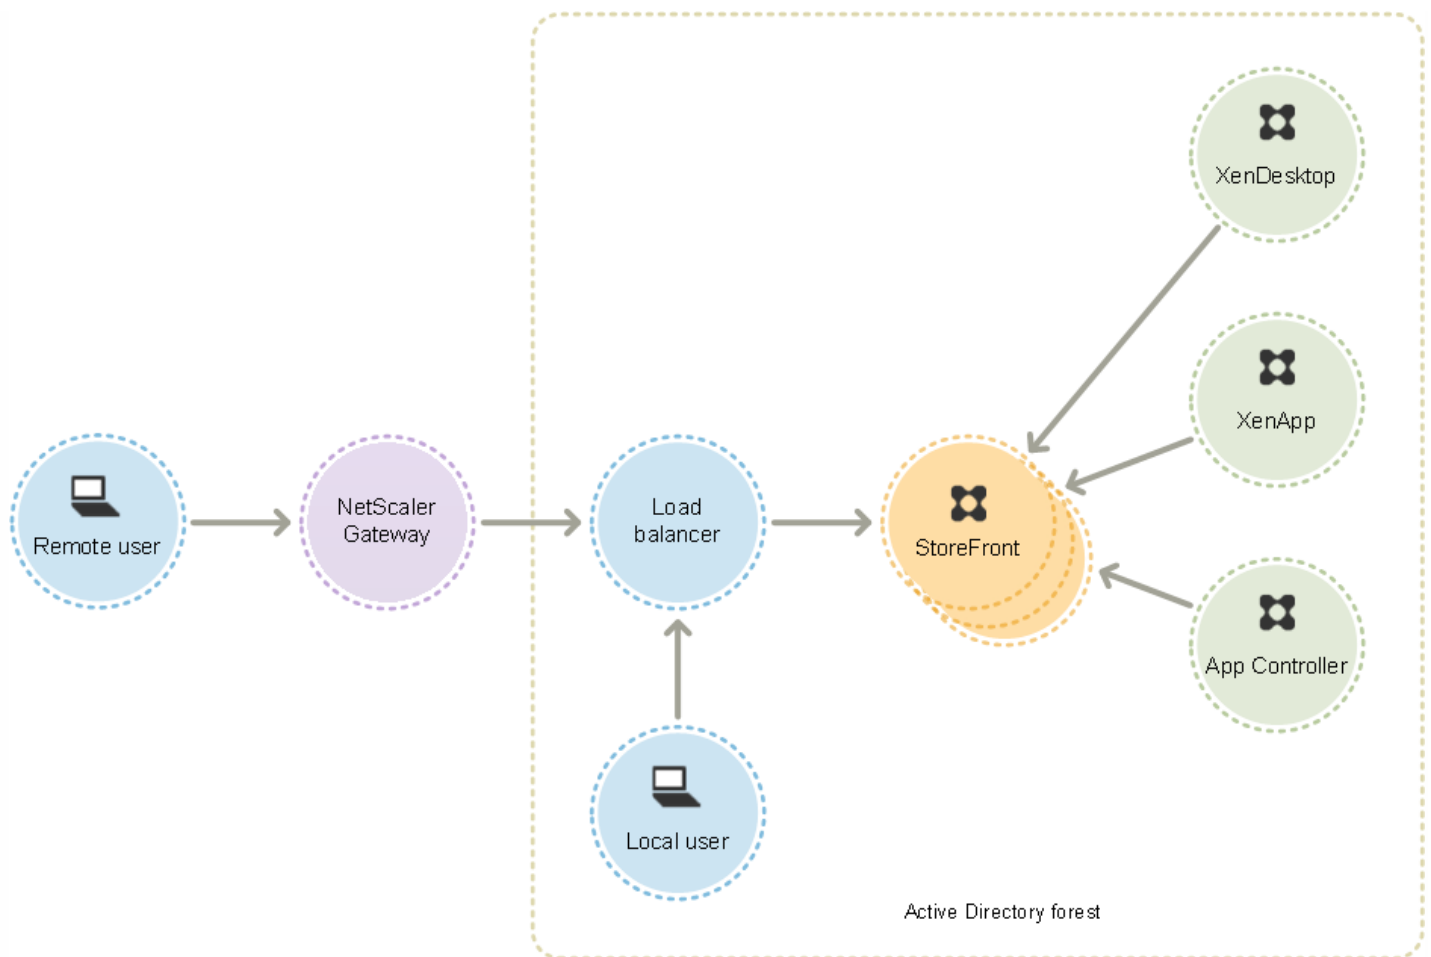 XenDesktop
XenApp
Remote user
NetScaler
Gateway
Load
balancer
StoreFront
App Controller
Local user
Active Directory forest